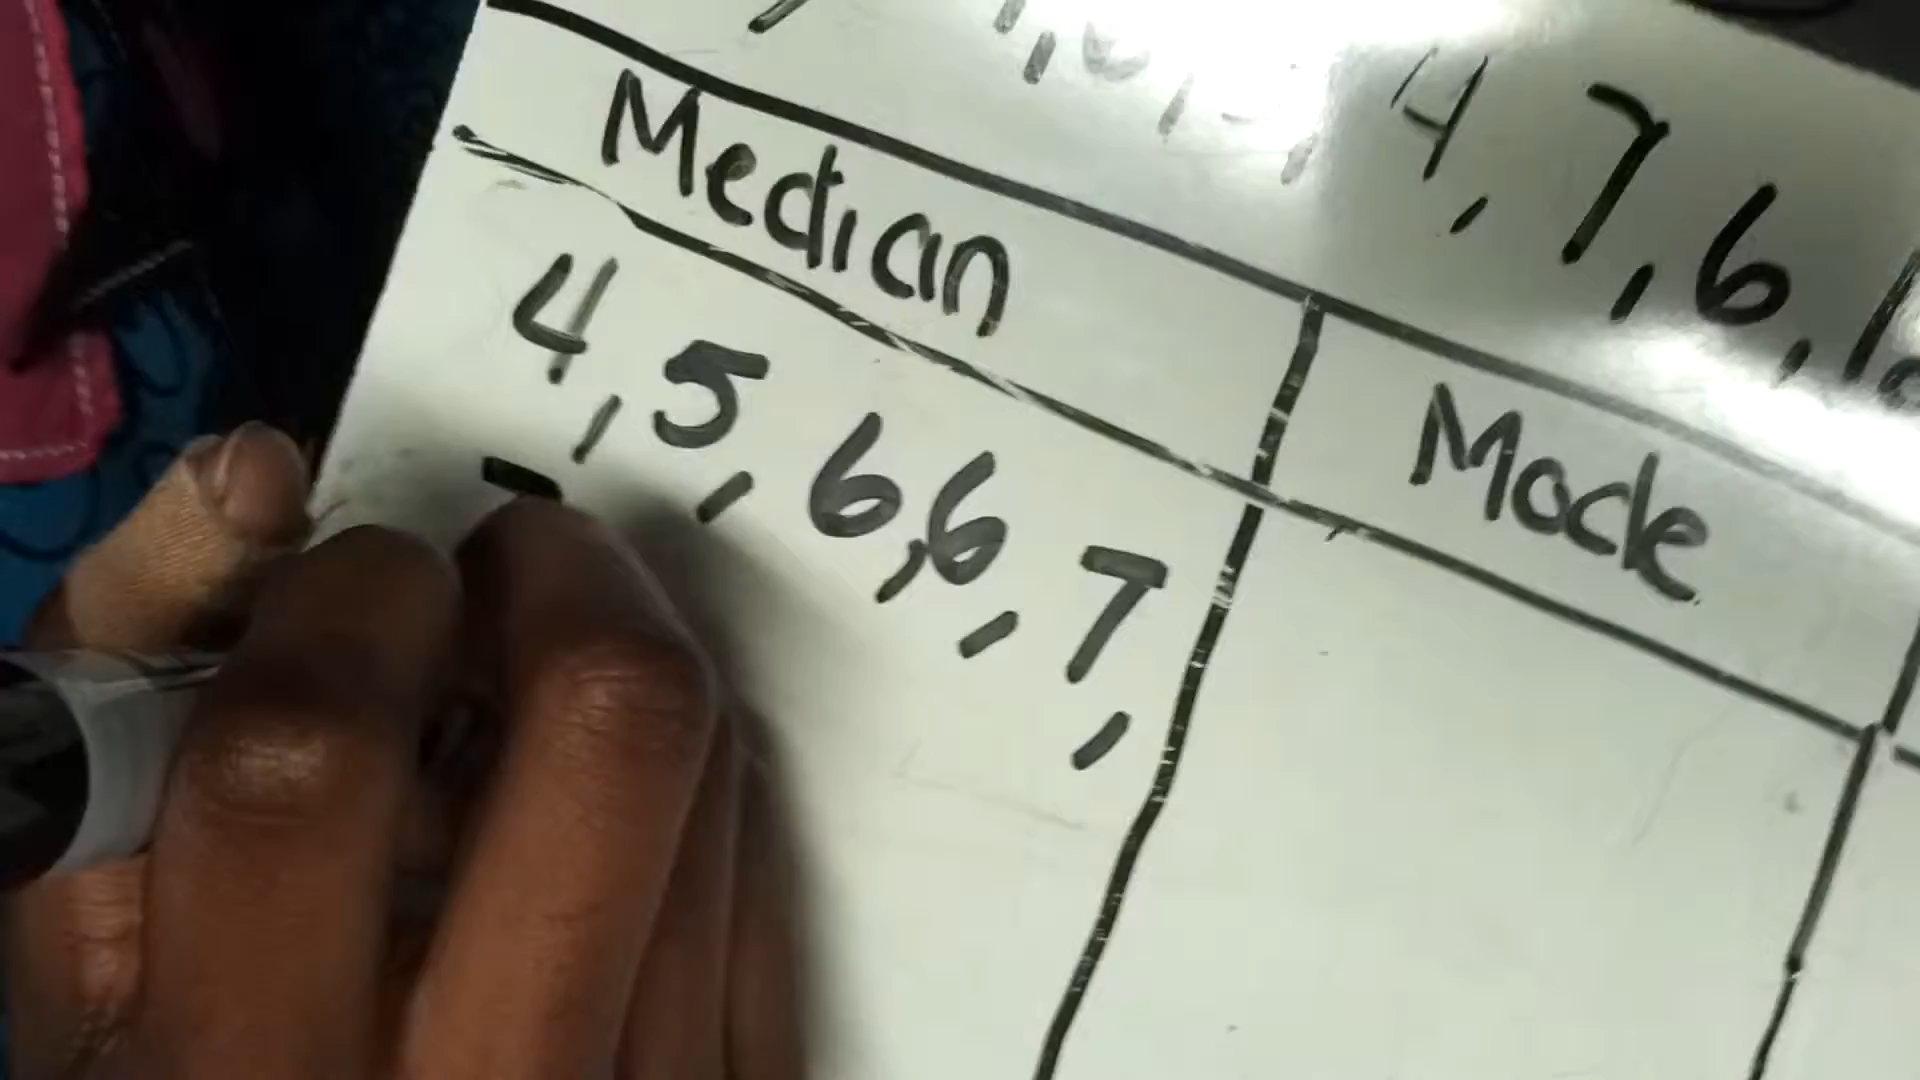 4, 7, 6,
Median
Mode
4, 5, 6, 6, 7,